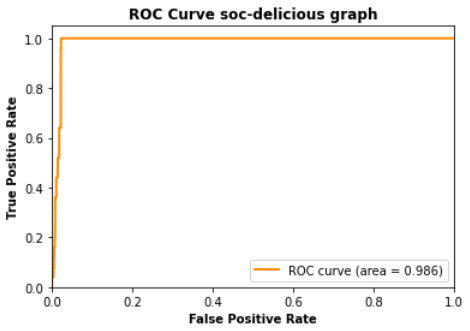 ROC Curve soc-delicious graph
1.0
0.8
0.6
0.4
0.2
0.0
True Positive Rate
ROC curve (area = 0.986)
0.0 0.2 0.4 0.6 0.8 1.0
False Positive Rate